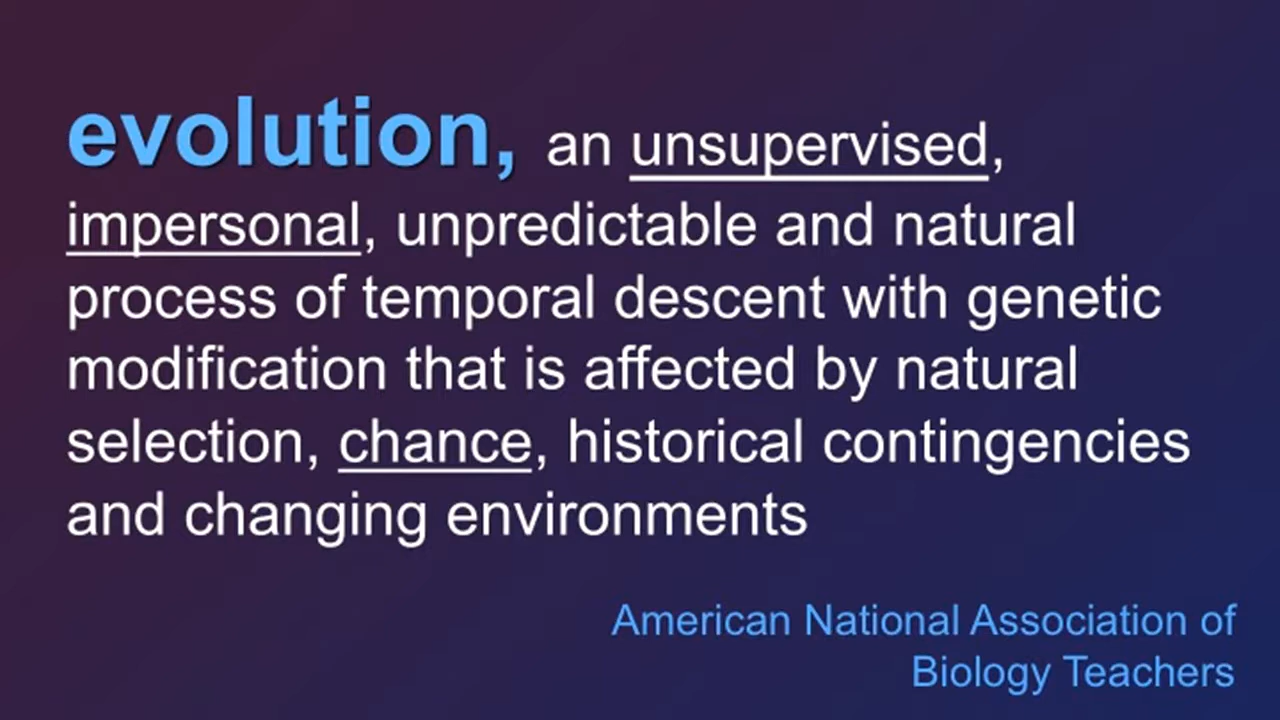 evolution, an unsupervised,
impersonal, unpredictable and natural
process of temporal descent with genetic
modification that is affected by natural
selection, chance, historical contingencies
and changing environments
American National Association of
Biology Teachers